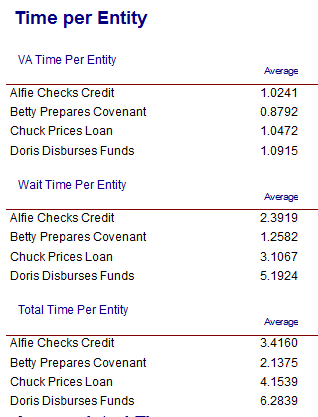 Time per Entity
VA Time Per Entity
Average
Alfie Checks Credit 1.0241
Betty Prepares Covenant 0.8792
Chuck Prices Loan 1.0472
Doris Disburses Funds 1.0915
Wait Time Per Entity
Average
Alfie Checks Credit 2.3919
Betty Prepares Covenant 1.2582
Chuck Prices Loan 3.1067
Doris Disburses Funds 5.1924
Total Time Per Entity
Average
Alfie Checks Credit 3.4160
Betty Prepares Covenant 2.1375
Chuck Prices Loan 4.1539
Doris Disburses Funds 6.2839